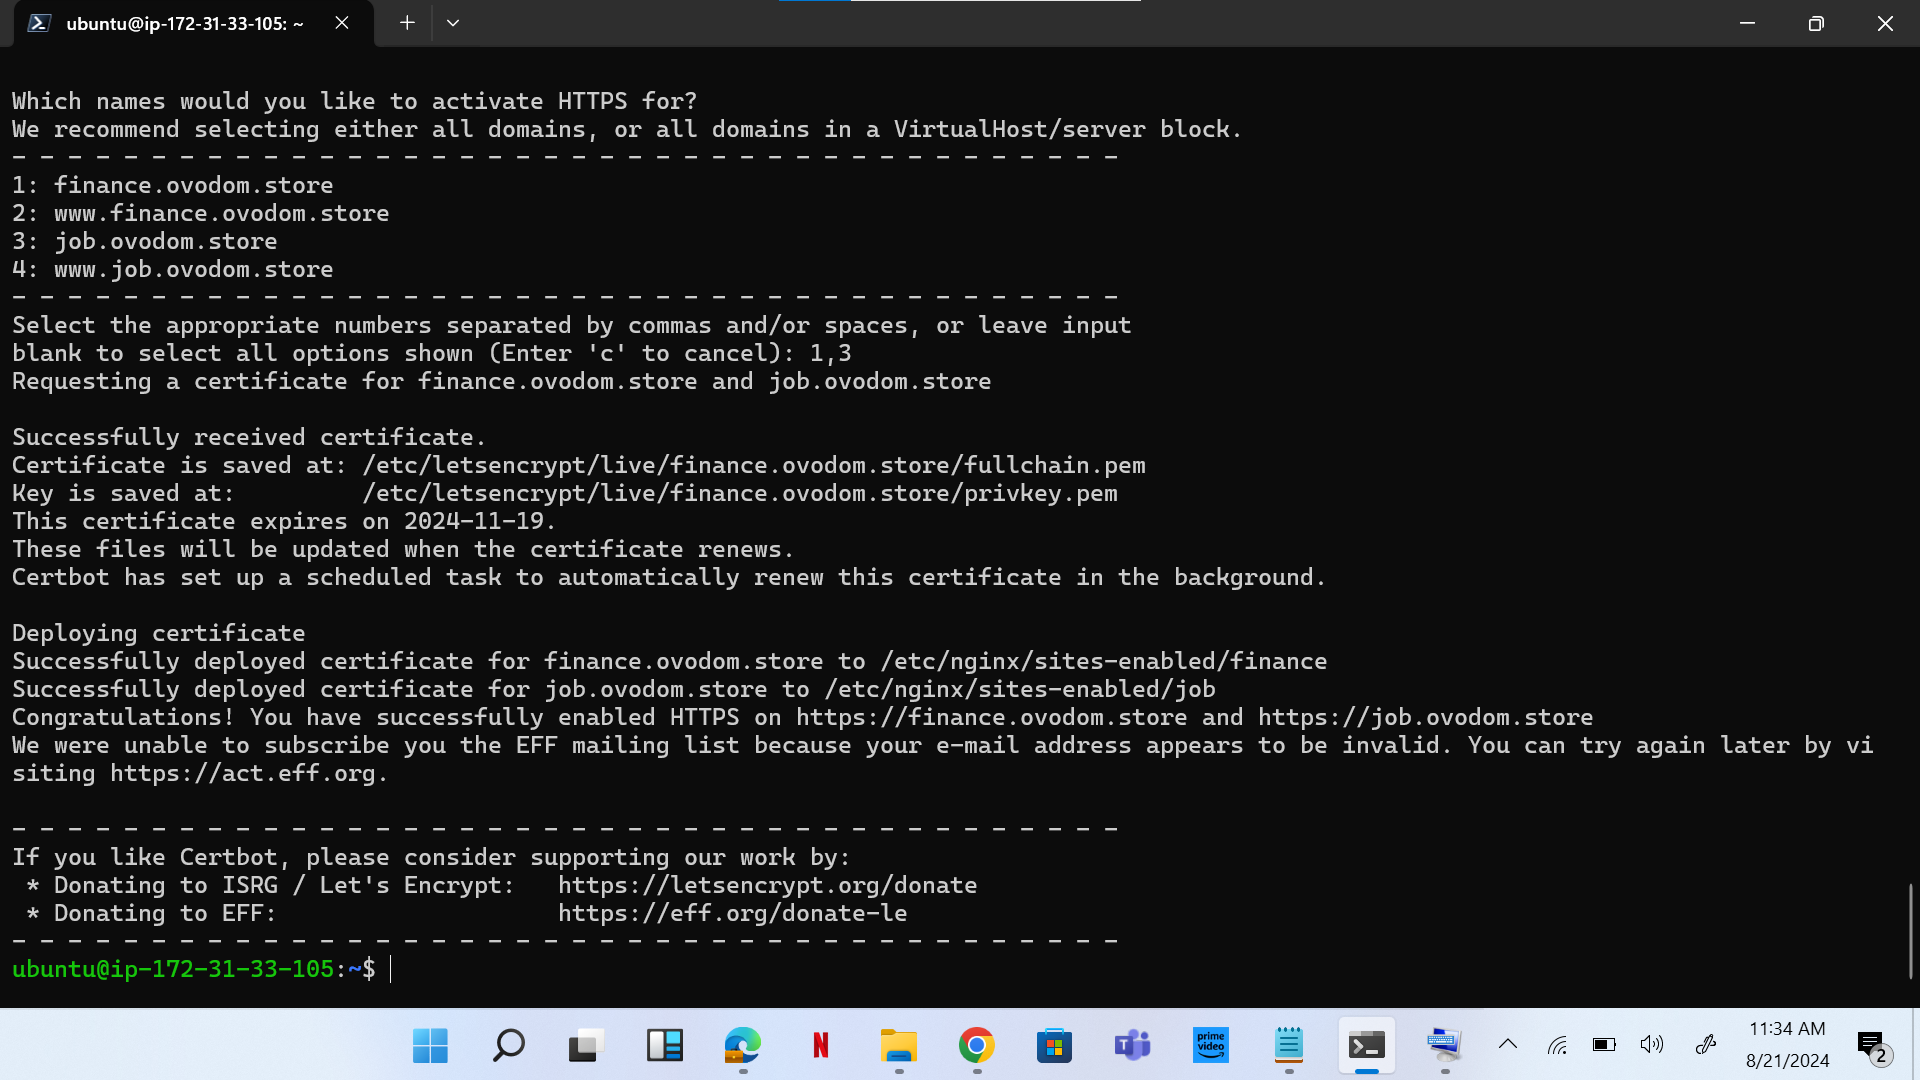 ubuntu@ip-172-31-33-105: ~
Which names would you like to activate HTTPS for?
We recommend selecting either all domains, or all domains in a VirtualHost/server block.
- - - - - - - - - - - - - - - - - - - - - - - - - - - - - - - - - - - - - - - -
1: finance.ovodom.store
2: www.finance.ovodom.store
3: job.ovodom.store
4: www.job.ovodom.store
- - - - - - - - - - - - - - - - - - - - - - - - - - - - - - - - - - - - - - - -
Select the appropriate numbers separated by commas and/or spaces, or leave input
blank to select all options shown (Enter 'c' to cancel): 1,3
Requesting a certificate for finance.ovodom.store and job.ovodom.store
Successfully received certificate.
Certificate is saved at: /etc/letsencrypt/live/finance.ovodom.store/fullchain.pem
Key is saved at:         /etc/letsencrypt/live/finance.ovodom.store/privkey.pem
This certificate expires on 2024-11-19.
These files will be updated when the certificate renews.
Certbot has set up a scheduled task to automatically renew this certificate in the background.
Deploying certificate
Successfully deployed certificate for finance.ovodom.store to /etc/nginx/sites-enabled/finance
Successfully deployed certificate for job.ovodom.store to /etc/nginx/sites-enabled/job
Congratulations! You have successfully enabled HTTPS on https://finance.ovodom.store and https://job.ovodom.store
We were unable to subscribe you the EFF mailing list because your e-mail address appears to be invalid. You can try again later by vi
siting https://act.eff.org.
- - - - - - - - - - - - - - - - - - - - - - - - - - - - - - - - - - - - - - - -
If you like Certbot, please consider supporting our work by:
 * Donating to ISRG / Let's Encrypt:   https://letsencrypt.org/donate
 * Donating to EFF:                    https://eff.org/donate-le
- - - - - - - - - - - - - - - - - - - - - - - - - - - - - - - - - - - - - - - -
ubuntu@ip-172-31-33-105:~$
N
T
prime
video
11:34 AM
8/21/2024
2